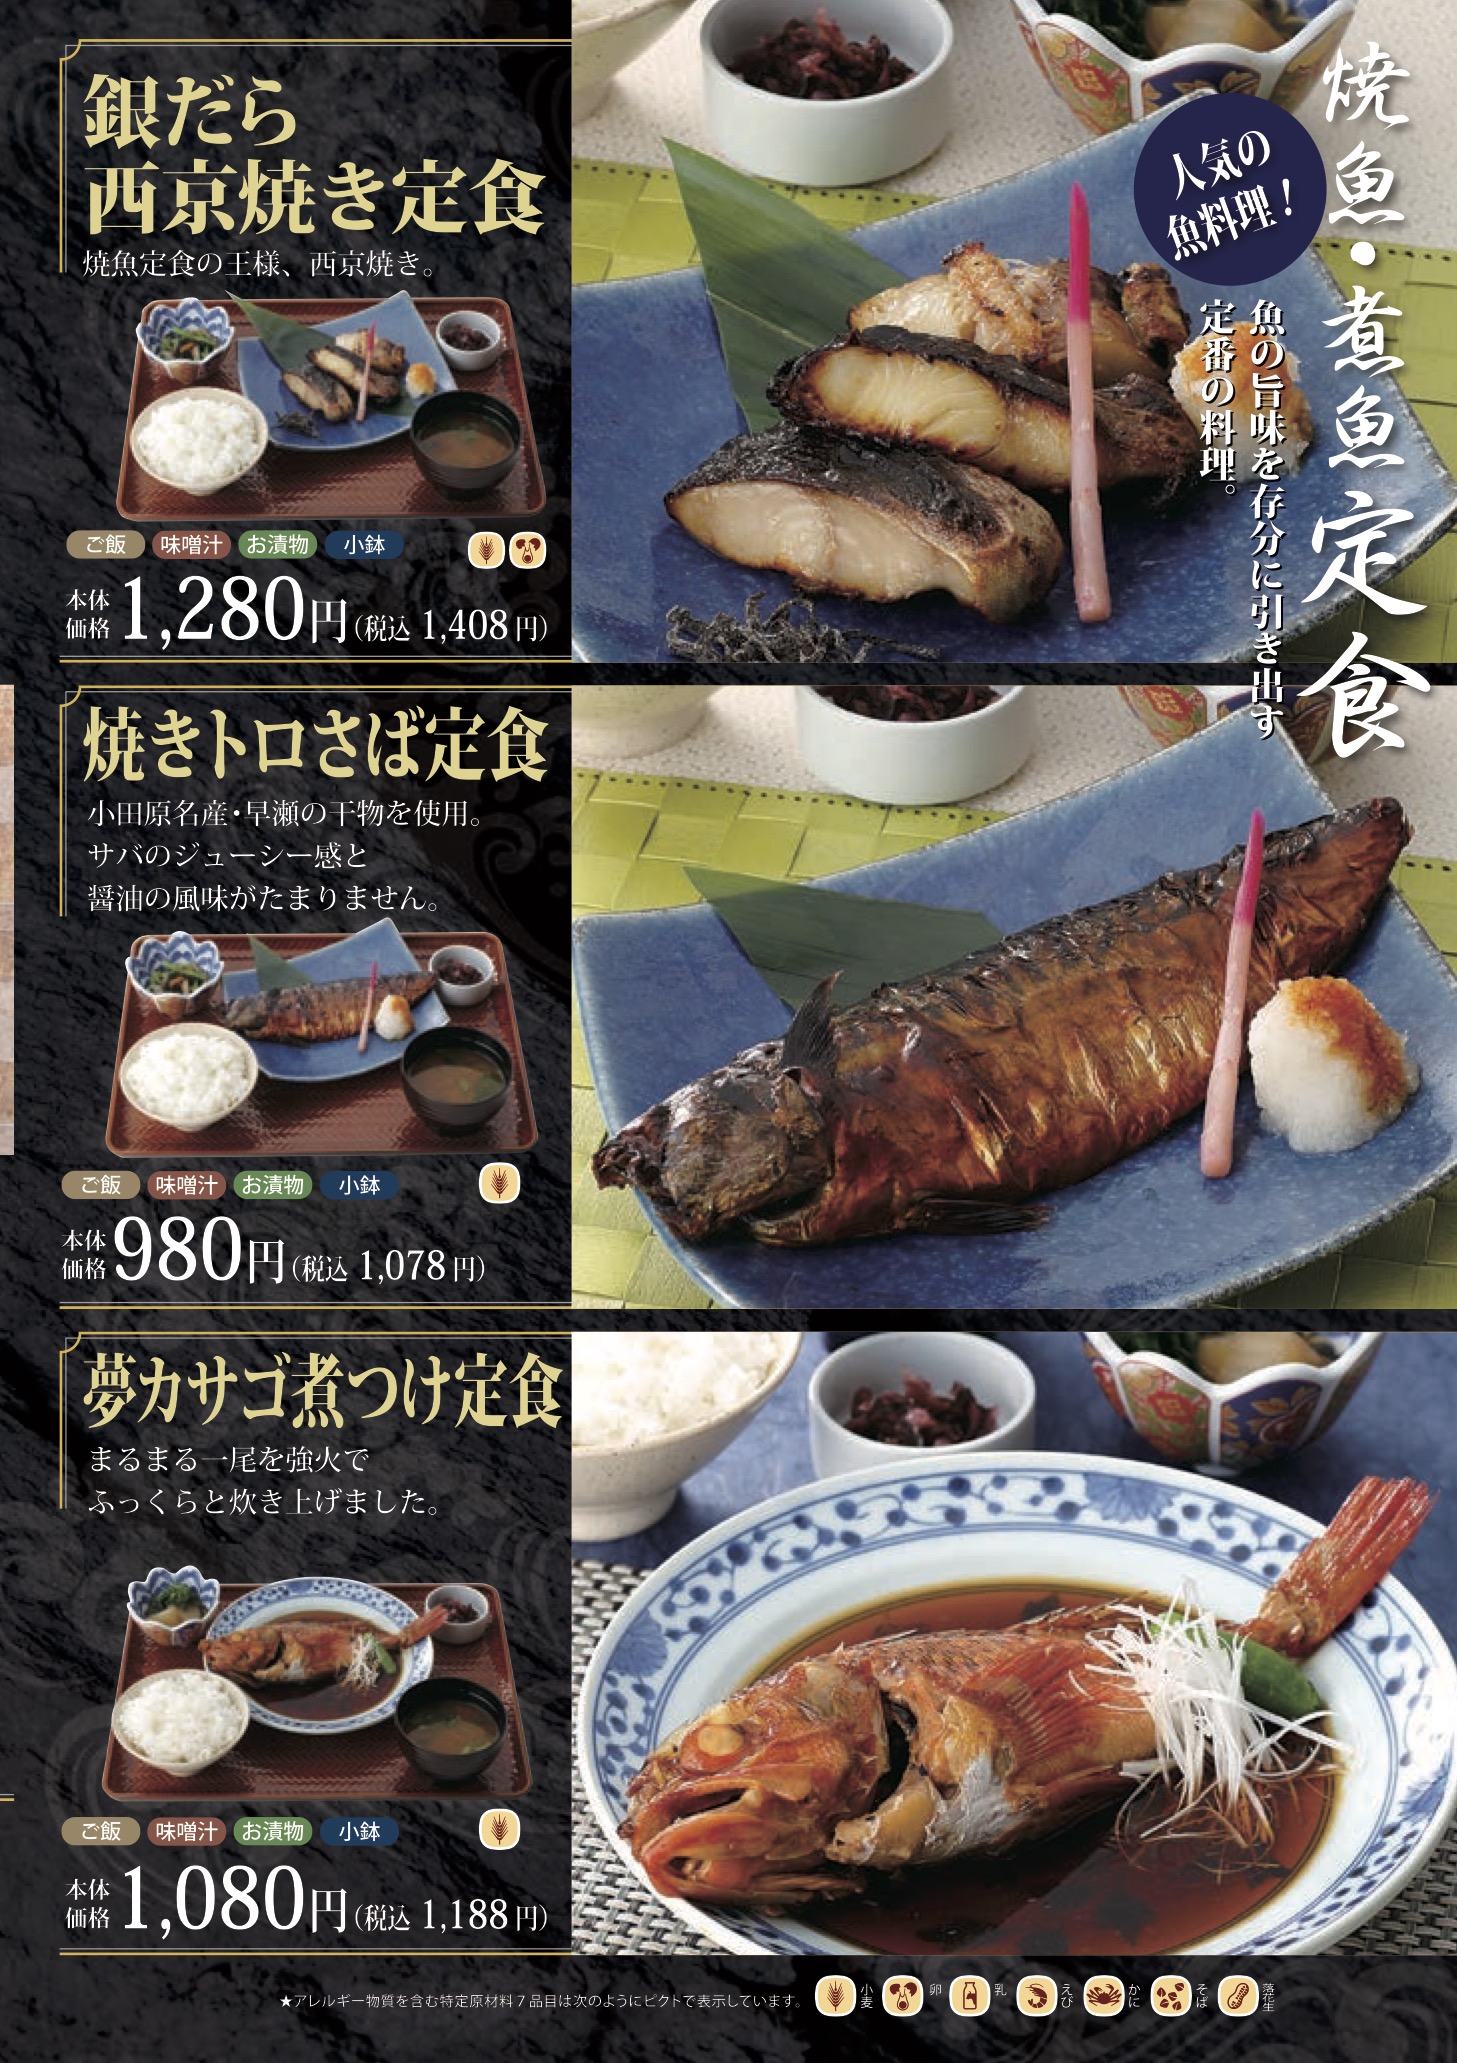 焼魚・煮魚定食
人気の
魚料理！
魚の旨味を存分に引き出す
定番の料理。
銀だら
西京焼き定食
焼魚定食の王様、西京焼き。
ご飯 味噌汁 お漬物 小鉢
本体価格 1,280円（税込 1,408円）
焼きトロさば定食
小田原名産・早瀬の干物を使用。
サバのジューシー感と
醤油の風味がたまりません。
ご飯 味噌汁 お漬物 小鉢
本体価格 980円（税込 1,078円）
夢カサゴ煮つけ定食
まるまる一尾を強火で
ふっくらと炊き上げました。
ご飯 味噌汁 お漬物 小鉢
本体価格 1,080円（税込 1,188円）
★アレルギー物質を含む特定原材料７品目は次のようにピクトで表示しています。 小麦 卵 乳 えび かに そば 落花生